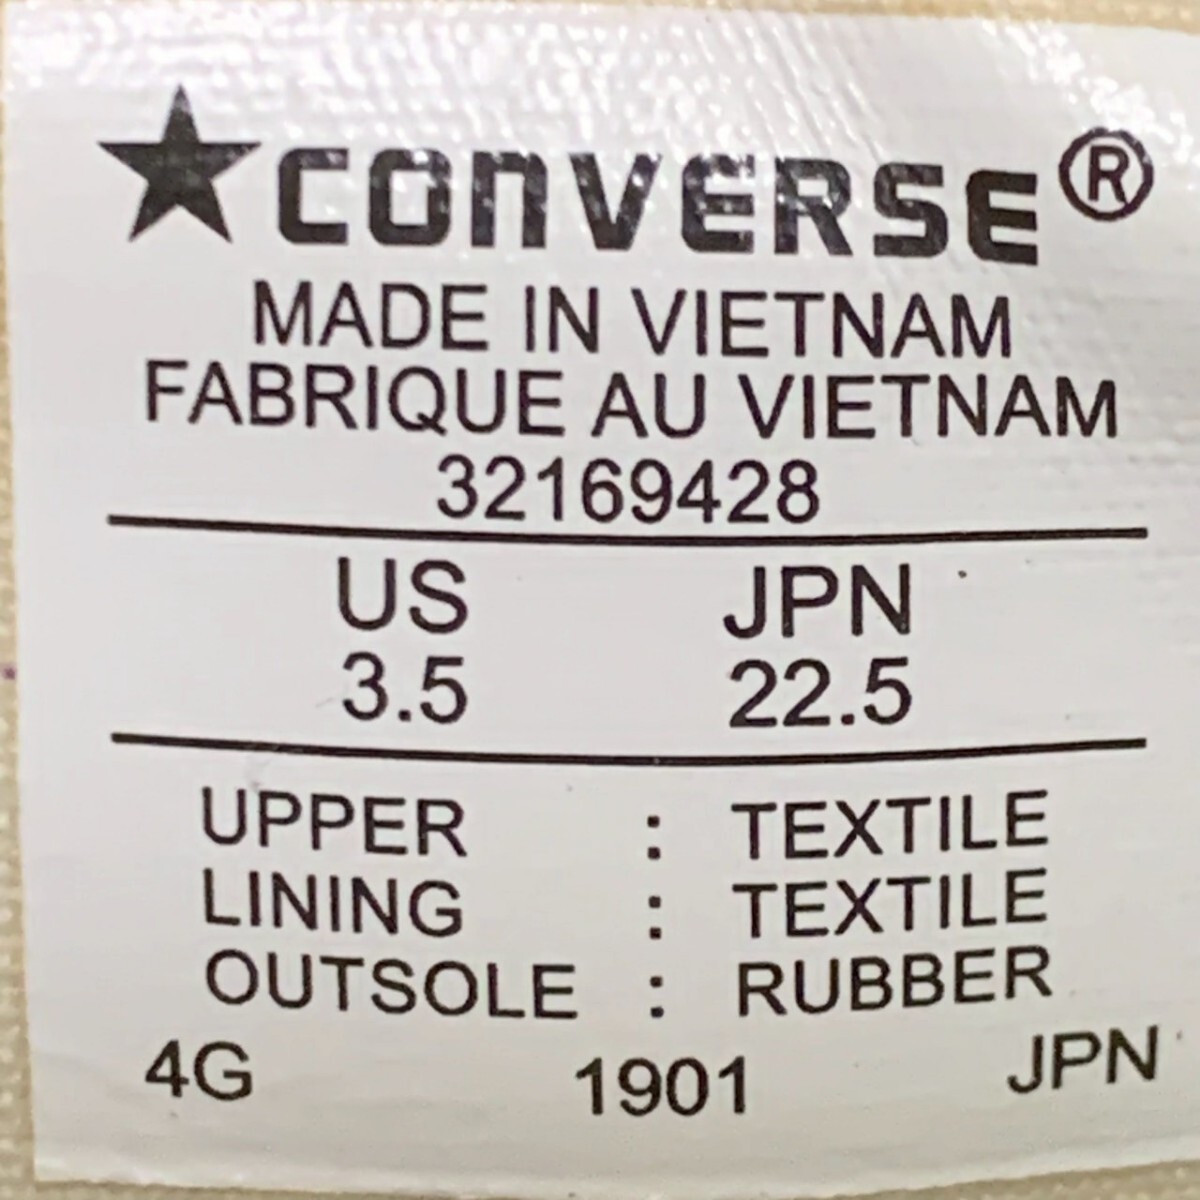 ★CONVERSE®
MADE IN VIETNAM
FABRIQUE AU VIETNAM
32169428
US JPN
3.5 22.5
UPPER : TEXTILE
LINING : TEXTILE
OUTSOLE : RUBBER
4G 1901 JPN